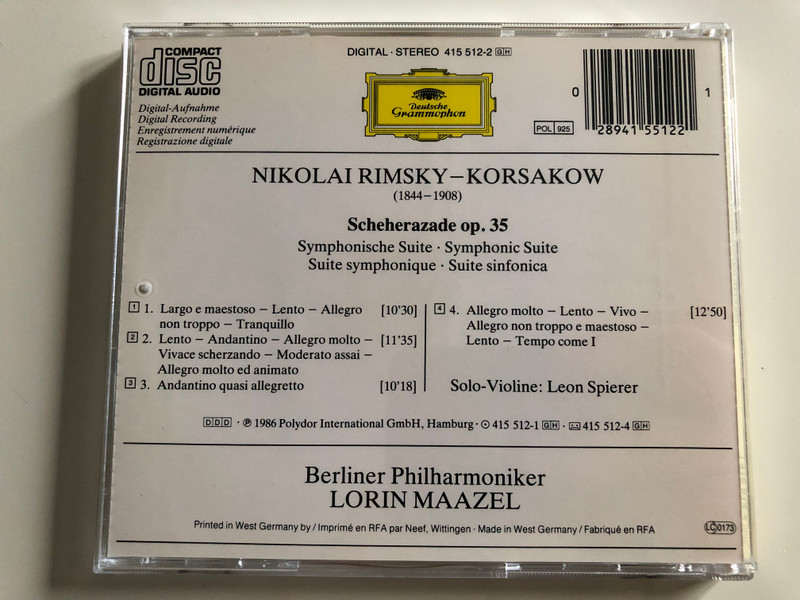 COMPACT
disc
DIGITAL AUDIO
Digital-Aufnahme
Digital Recording
Enregistrement numérique
Registrazione digitale
DIGITAL · STEREO 415 512-2 GH
Deutsche
Grammophon
POL 925
0
1
28941 55122
NIKOLAI RIMSKY–KORSAKOW
(1844–1908)
Scheherazade op. 35
Symphonische Suite · Symphonic Suite
Suite symphonique · Suite sinfonica
1 1. Largo e maestoso – Lento – Allegro [10'30]
non troppo – Tranquillo
2 2. Lento – Andantino – Allegro molto – [11'35]
Vivace scherzando – Moderato assai –
Allegro molto ed animato
3 3. Andantino quasi allegretto [10'18]
4 4. Allegro molto – Lento – Vivo – [12'50]
Allegro non troppo e maestoso –
Lento – Tempo come I
Solo-Violine: Leon Spierer
DDD · ℗ 1986 Polydor International GmbH, Hamburg · 415 512-1 GH · 415 512-4 GH
Berliner Philharmoniker
LORIN MAAZEL
Printed in West Germany by / Imprimé en RFA par Neef, Wittingen · Made in West Germany / Fabriqué en RFA
LC 0173